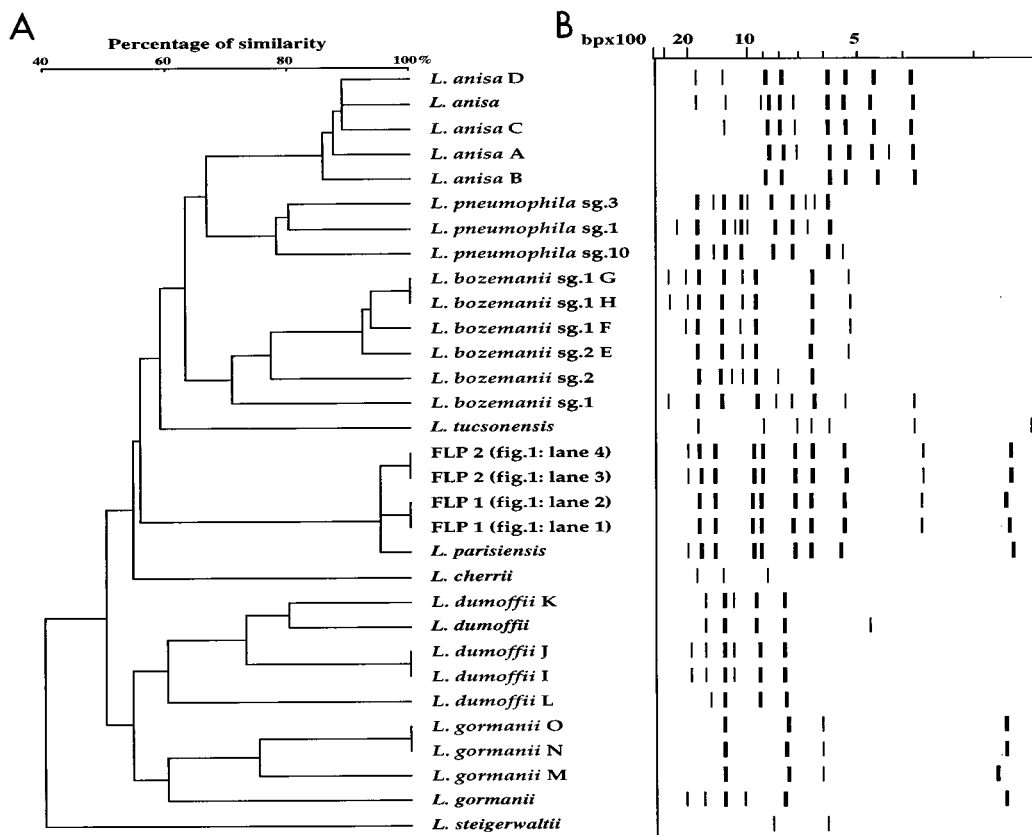 A
B
Percentage of similarity
bpx100 20 10 5
40 60 80 100%
L. anisa D
L. anisa
L. anisa C
L. anisa A
L. anisa B
L. pneumophila sg.3
L. pneumophila sg.1
L. pneumophila sg.10
L. bozemanii sg.1 G
L. bozemanii sg.1 H
L. bozemanii sg.1 F
L. bozemanii sg.2 E
L. bozemanii sg.2
L. bozemanii sg.1
L. tucsonensis
FLP 2 (fig.1: lane 4)
FLP 2 (fig.1: lane 3)
FLP 1 (fig.1: lane 2)
FLP 1 (fig.1: lane 1)
L. parisiensis
L. cherrii
L. dumoffii K
L. dumoffii
L. dumoffii J
L. dumoffii I
L. dumoffii L
L. gormanii O
L. gormanii N
L. gormanii M
L. gormanii
L. steigerwaltii